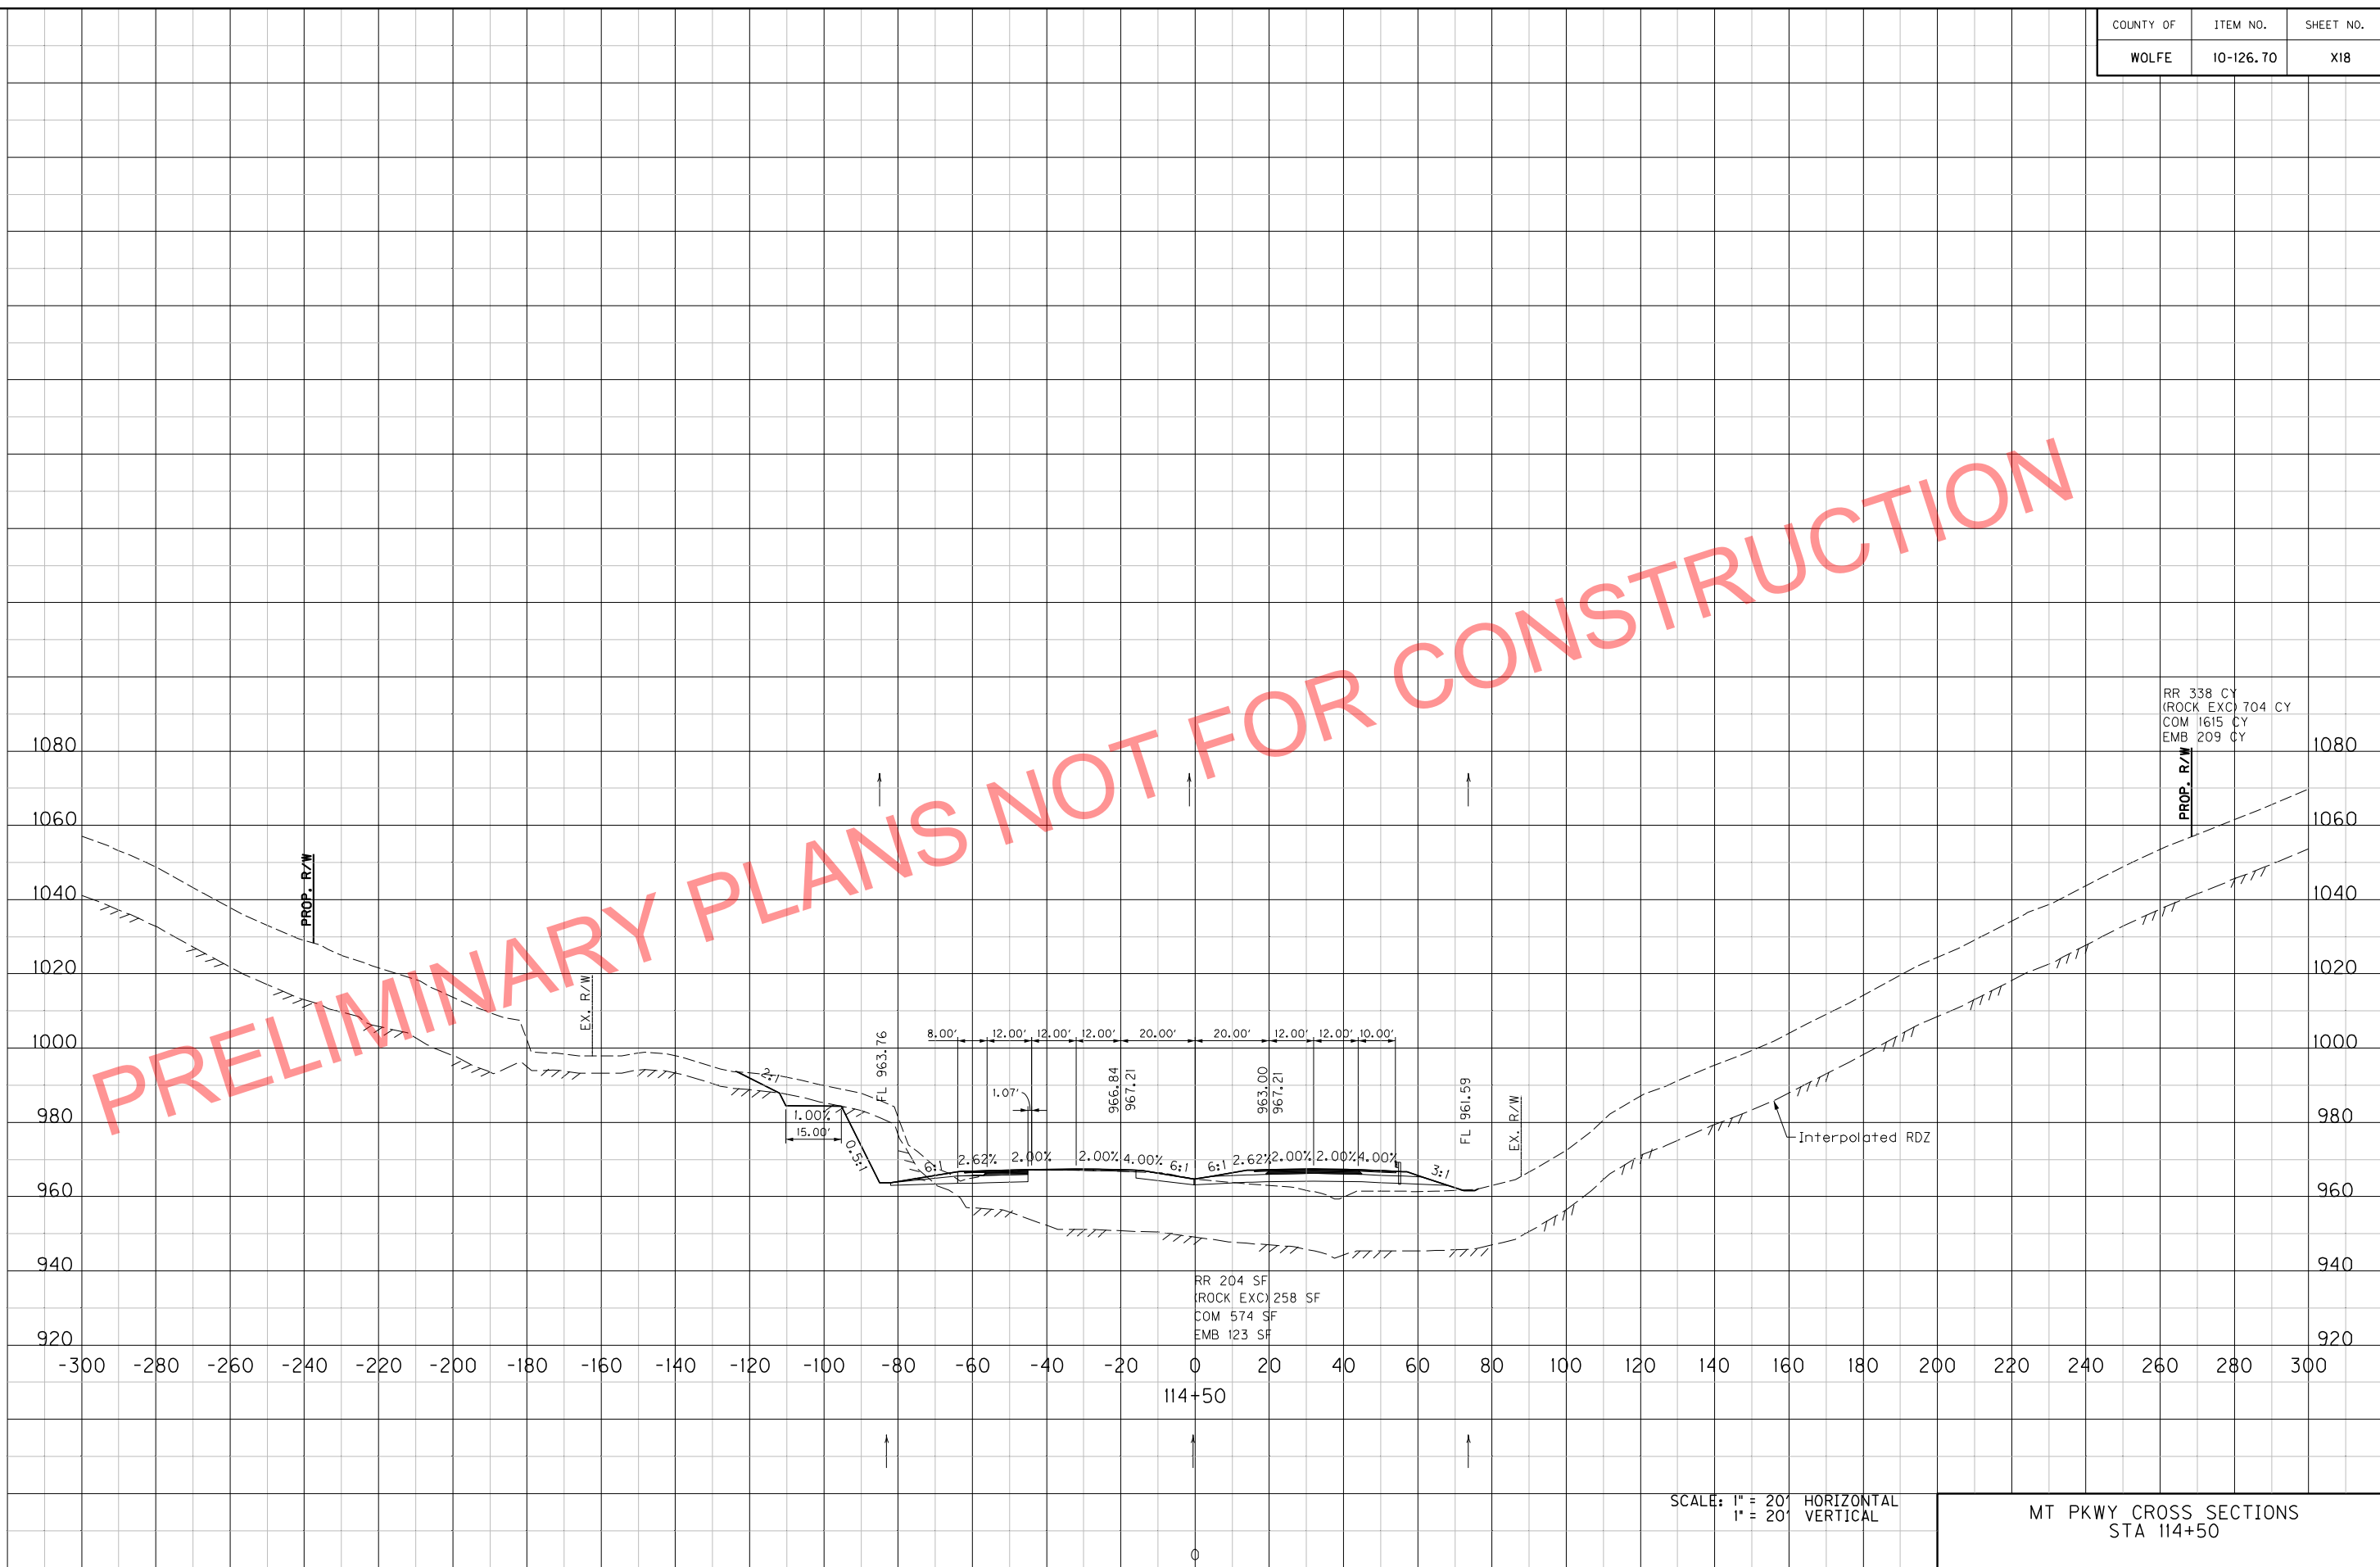 COUNTY OF ITEM NO. SHEET NO.
WOLFE 10-126.70 X18
PRELIMINARY PLANS NOT FOR CONSTRUCTION
RR 338 CY
(ROCK EXC) 704 CY
COM 1615 CY
EMB 209 CY
1080 1080
PROP. R/W
1060 1060
PROP. R/W
1040 1040
1020 1020
EX. R/W
1000 1000
8.00' 12.00' 12.00' 12.00' 20.00' 20.00' 12.00' 12.00' 10.00'
FL 963.76
1.07'
966.84
967.21
963.00
967.21
FL 961.59
EX. R/W
2:1
980 980
1.00%
15.00'
0.5:1
Interpolated RDZ
6:1 2.62% 2.00% 2.00% 4.00% 6:1 6:1 2.62% 2.00% 2.00% 4.00% 3:1
960 960
940 940
RR 204 SF
(ROCK EXC) 258 SF
COM 574 SF
EMB 123 SF
920 920
-300 -280 -260 -240 -220 -200 -180 -160 -140 -120 -100 -80 -60 -40 -20 0 20 40 60 80 100 120 140 160 180 200 220 240 260 280 300
114+50
SCALE: 1" = 20' HORIZONTAL
1" = 20' VERTICAL
MT PKWY CROSS SECTIONS
STA 114+50
0